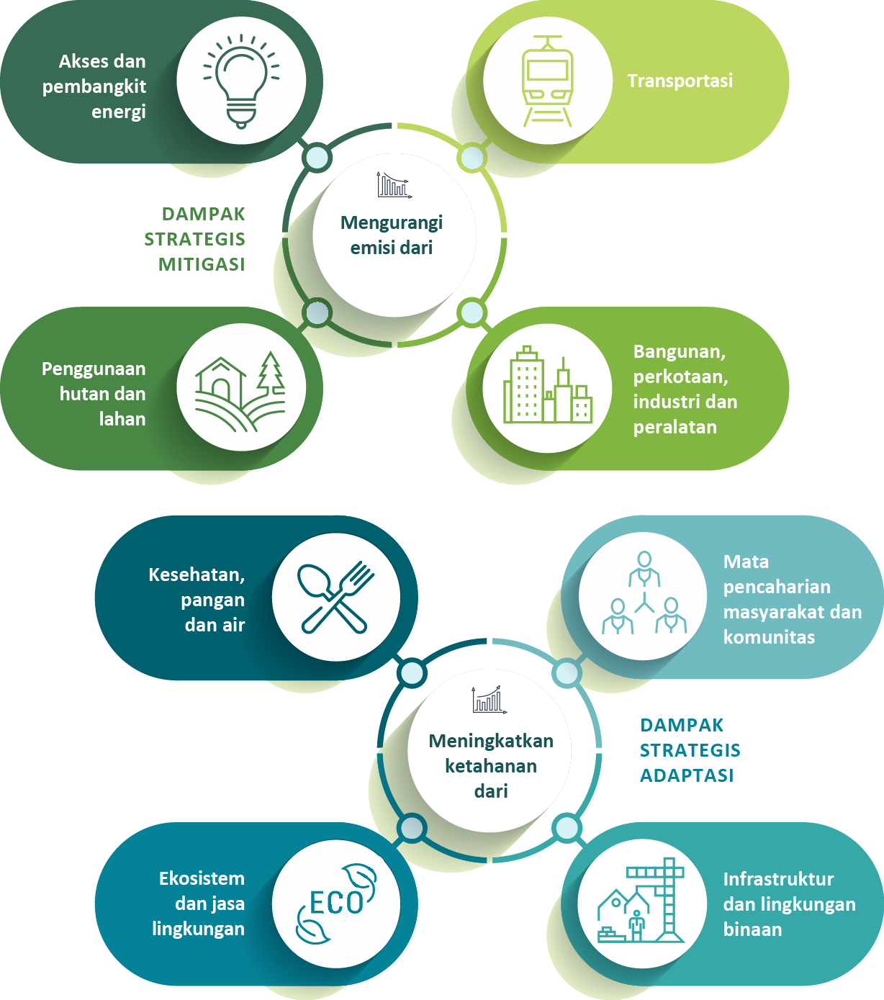 Akses dan
pembangkit
energi
Transportasi
Mengurangi
emisi dari
DAMPAK
STRATEGIS
MITIGASI
Penggunaan
hutan dan
lahan
Bangunan,
perkotaan,
industri dan
peralatan
Kesehatan,
pangan
dan air
Mata
pencaharian
masyarakat dan
komunitas
Meningkatkan
ketahanan
dari
DAMPAK
STRATEGIS
ADAPTASI
Ekosistem
dan jasa
lingkungan
ECO
Infrastruktur
dan lingkungan
binaan